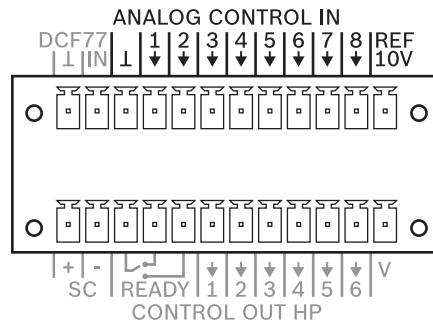 ANALOG CONTROL IN
DCF77 1 2 3 4 5 6 7 8 REF
⊥ IN ⊥ 10V
+ - 1 2 3 4 5 6 V
SC READY
CONTROL OUT HP